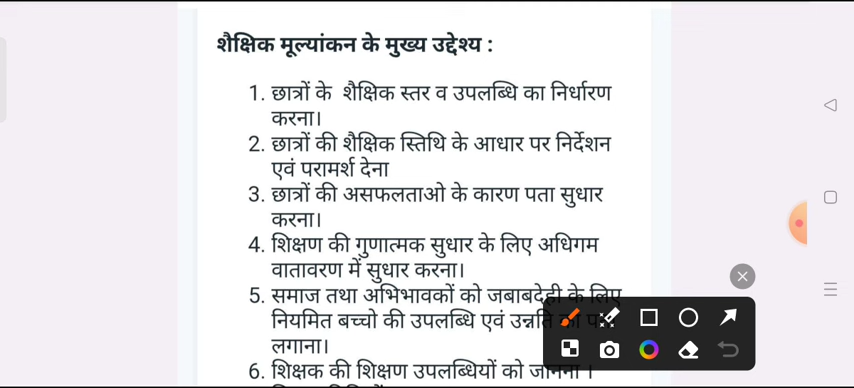 शैक्षिक मूल्यांकन के मुख्य उद्देश्य :
1. छात्रों के शैक्षिक स्तर व उपलब्धि का निर्धारण
करना।
2. छात्रों की शैक्षिक स्तिथि के आधार पर निर्देशन
एवं परामर्श देना
3. छात्रों की असफलताओ के कारण पता सुधार
करना।
4. शिक्षण की गुणात्मक सुधार के लिए अधिगम
वातावरण में सुधार करना।
5. समाज तथा अभिभावकों को जबाबदेही के लिए
नियमित बच्चो की उपलब्धि एवं उन्नति का
लगाना।
6. शिक्षक की शिक्षण उपलब्धियों को जानना ।